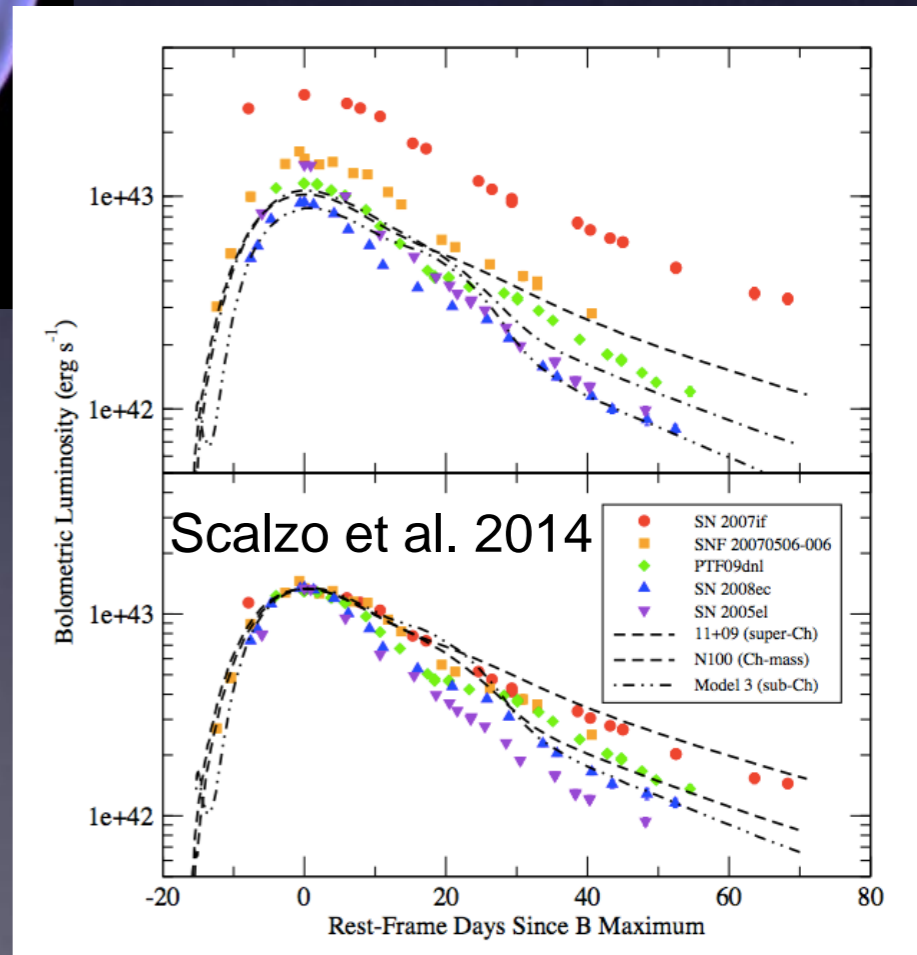 1e+43
1e+42
Bolometric Luminosity (erg s⁻¹)
Scalzo et al. 2014
SN 2007if
SNF 20070506-006
PTF09dnl
SN 2008ec
SN 2005el
11+09 (super-Ch)
N100 (Ch-mass)
Model 3 (sub-Ch)
1e+43
1e+42
-20 0 20 40 60 80
Rest-Frame Days Since B Maximum